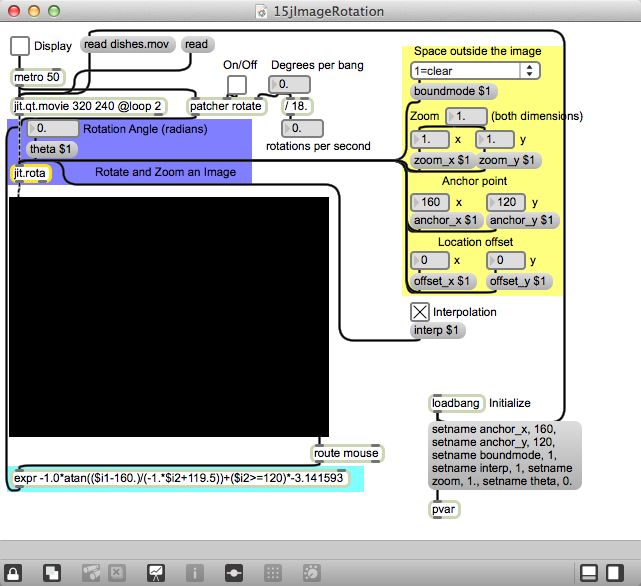 15jImageRotation
Display
read dishes.mov
read
metro 50
On/Off
Degrees per bang
0.
jit.qt.movie 320 240 @loop 2
patcher rotate
/ 18.
0.
rotations per second
0.
Rotation Angle (radians)
theta $1
jit.rota
Rotate and Zoom an Image
Space outside the image
1=clear
boundmode $1
Zoom
1.
(both dimensions)
1.
x
1.
y
zoom_x $1
zoom_y $1
Anchor point
160
x
120
y
anchor_x $1
anchor_y $1
Location offset
0
x
0
y
offset_x $1
offset_y $1
Interpolation
interp $1
loadbang
Initialize
setname anchor_x, 160,
setname anchor_y, 120,
setname boundmode, 1,
setname interp, 1, setname
zoom, 1., setname theta, 0.
pvar
route mouse
expr -1.0*atan(($i1-160.)/(-1.*$i2+119.5))+($i2>=120)*-3.141593